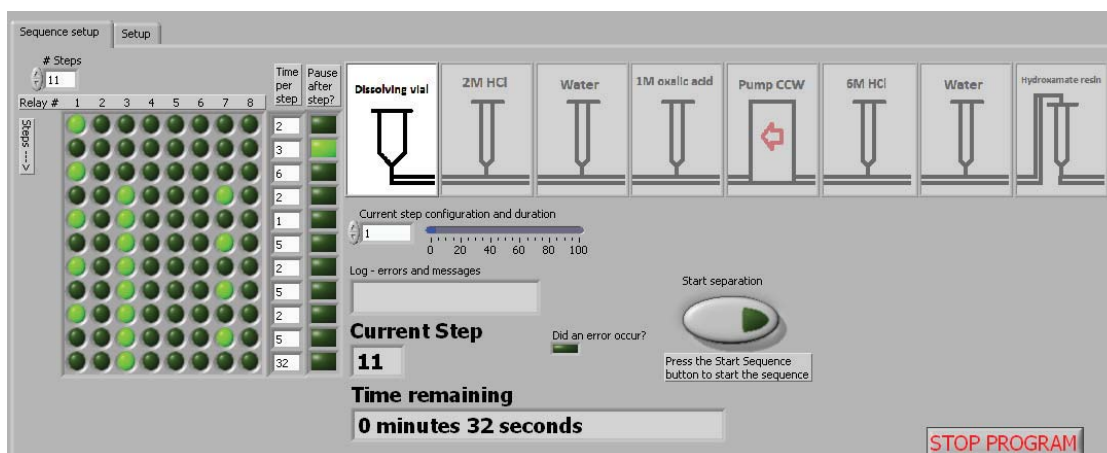 Sequence setup
Setup
# Steps
11
Time per step
Pause after step?
Relay # 1 2 3 4 5 6 7 8
Steps --->
2
3
6
2
1
5
2
5
2
5
32
Dissolving vial
2M HCl
Water
1M oxalic acid
Pump CCW
6M HCl
Water
Hydroxamate resin
Current step configuration and duration
1
0 20 40 60 80 100
Log - errors and messages
Start separation
Current Step
11
Did an error occur?
Press the Start Sequence
button to start the sequence
Time remaining
0 minutes 32 seconds
STOP PROGRAM